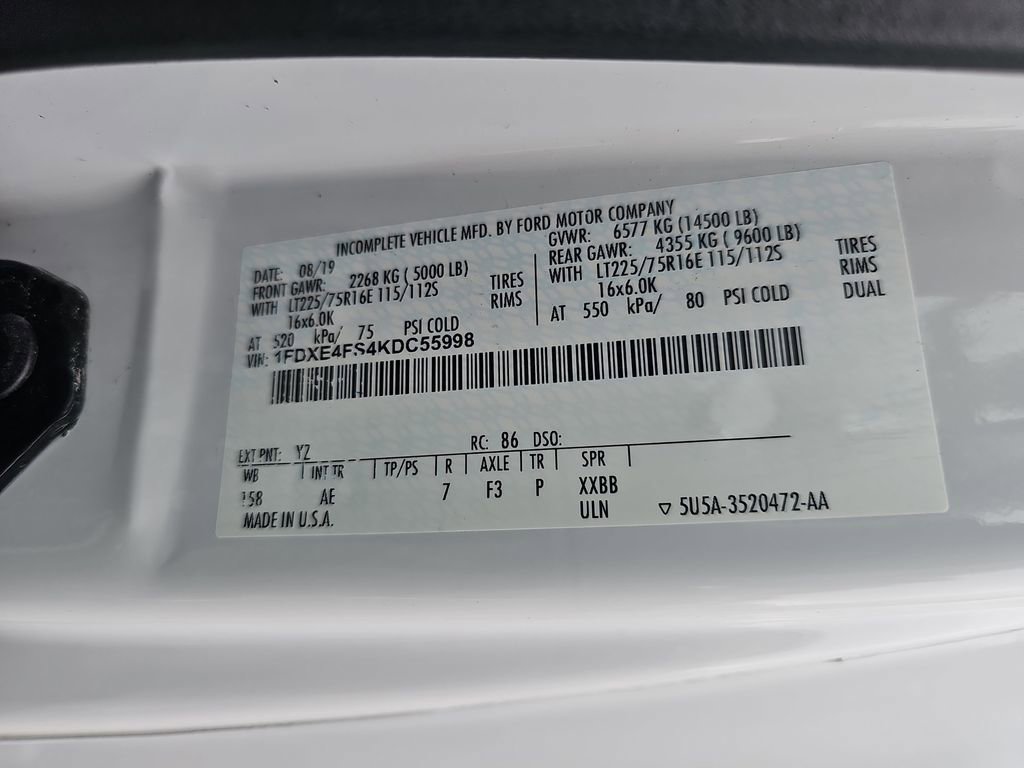 INCOMPLETE VEHICLE MFD. BY FORD MOTOR COMPANY
DATE: 08/19
FRONT GAWR: 2268 KG ( 5000 LB)
WITH LT225/75R16E 115/112S TIRES
16x6.0K RIMS
AT 520 kPa/ 75 PSI COLD
GVWR: 6577 KG (14500 LB)
REAR GAWR: 4355 KG ( 9600 LB)
WITH LT225/75R16E 115/112S TIRES
16x6.0K RIMS
AT 550 kPa/ 80 PSI COLD DUAL
VIN: 1FDXE4FS4KDC55998
EXT PNT: YZ RC: 86 DSO:
WB INT TR TP/PS R AXLE TR SPR
158 AE 7 F3 P XXBB
ULN
MADE IN U.S.A. ▽ 5U5A-3520472-AA